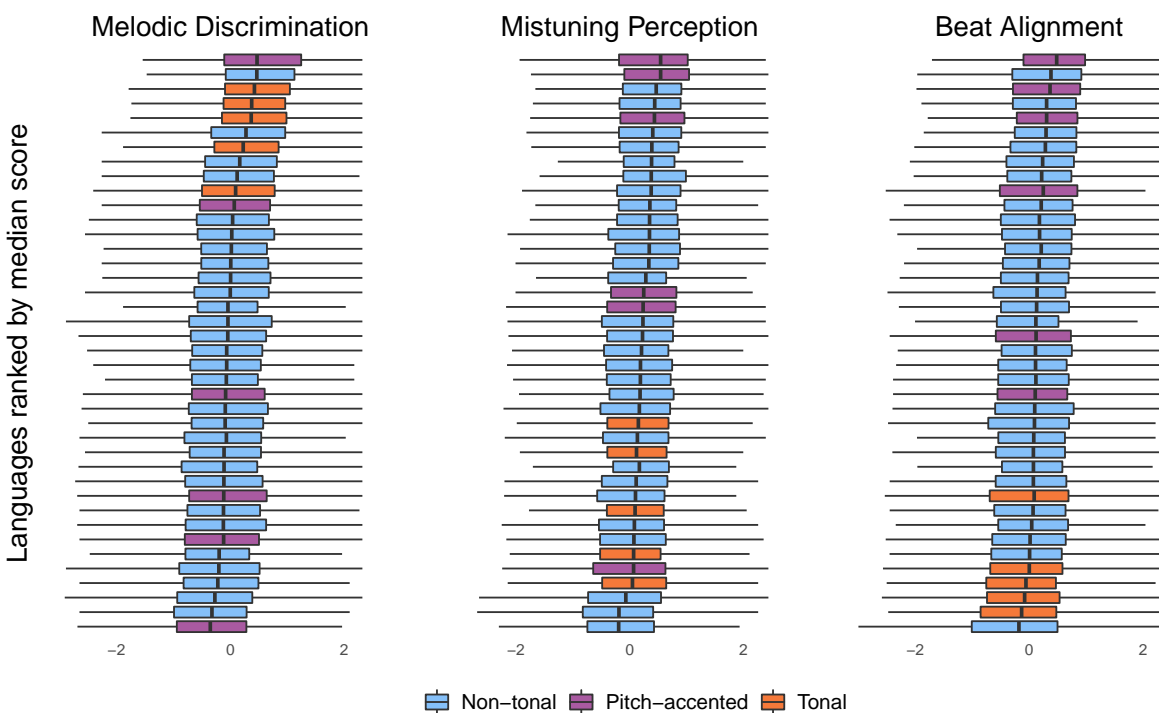 Melodic Discrimination Mistuning Perception Beat Alignment
Languages ranked by median score
−2 0 2 −2 0 2 −2 0 2
Non−tonal Pitch−accented Tonal